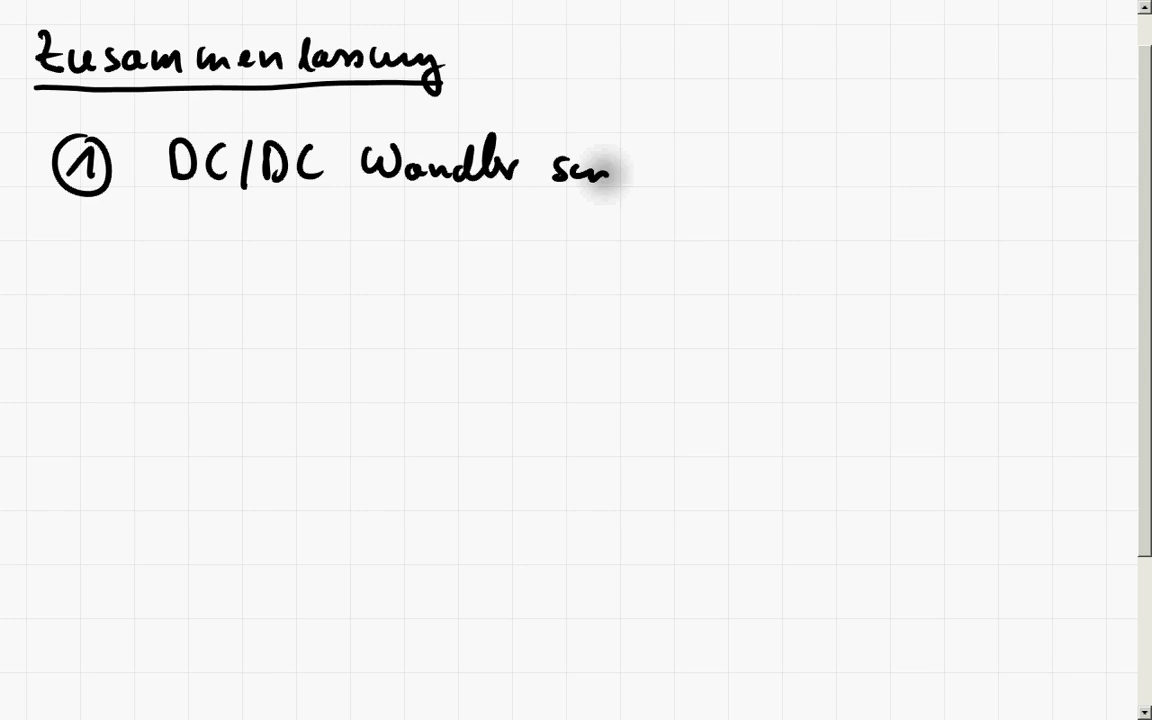 Zusammenfassung
① DC/DC Wandler